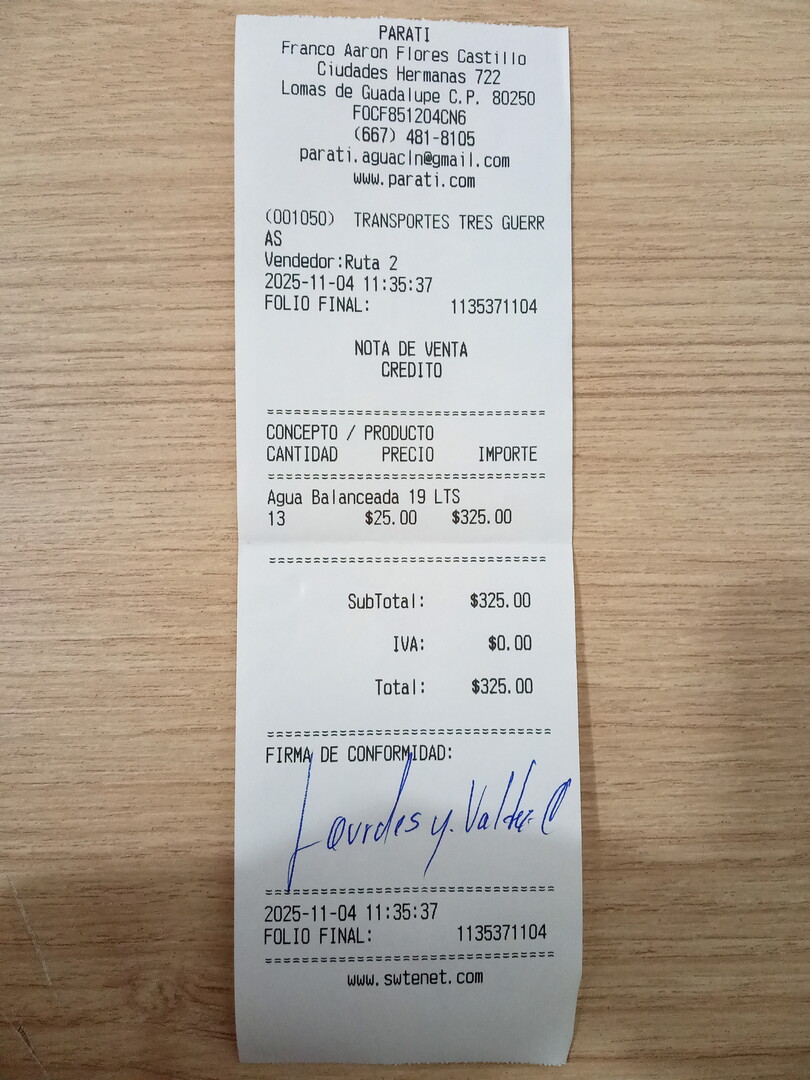 PARATI
Franco Aaron Flores Castillo
Ciudades Hermanas 722
Lomas de Guadalupe C.P. 80250
FOCF851204CN6
(667) 481-8105
parati.aguacln@gmail.com
www.parati.com
(001050) TRANSPORTES TRES GUERR
AS
Vendedor:Ruta 2
2025-11-04 11:35:37
FOLIO FINAL: 1135371104
NOTA DE VENTA
CREDITO
CONCEPTO / PRODUCTO
CANTIDAD PRECIO IMPORTE
Agua Balanceada 19 LTS
13 $25.00 $325.00
SubTotal: $325.00
IVA: $0.00
Total: $325.00
FIRMA DE CONFORMIDAD:
Lourdes y.
2025-11-04 11:35:37
FOLIO FINAL: 1135371104
www.swtenet.com